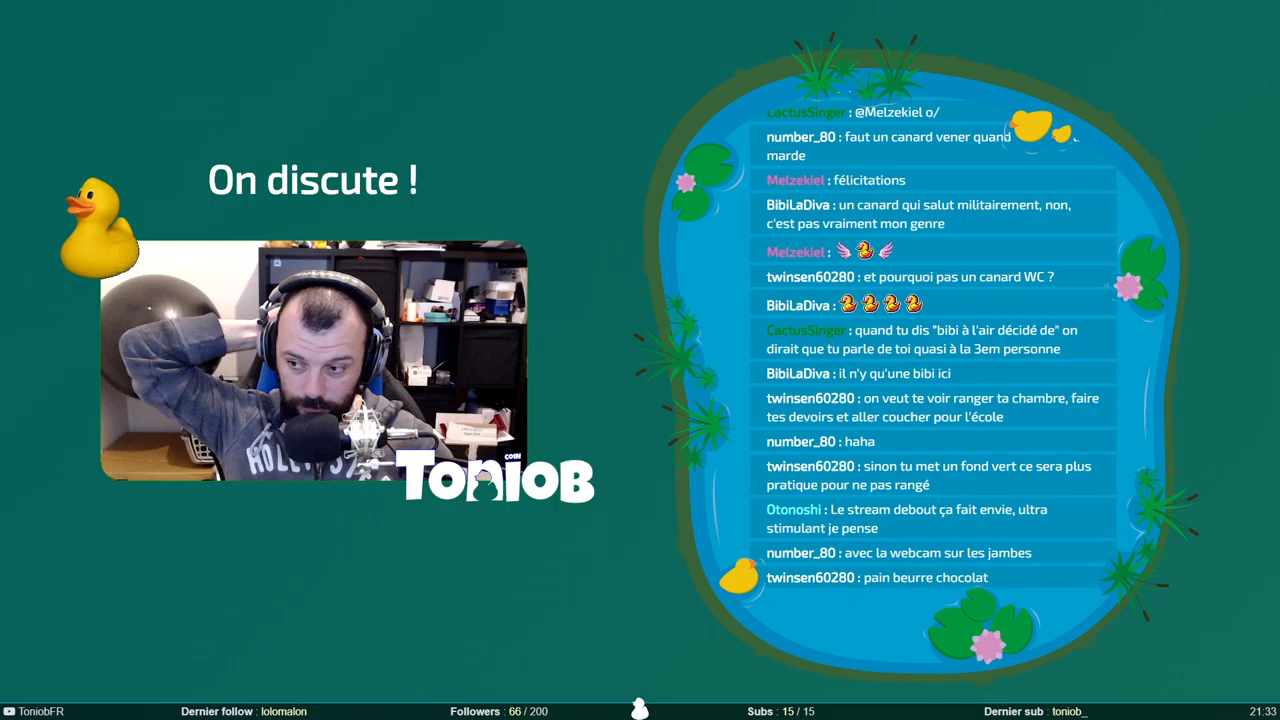 On discute !
CactusSinger : @Melzekiel o/
number_80 : faut un canard vener quand
marde
Melzekiel : félicitations
BibiLaDiva : un canard qui salut militairement, non,
c'est pas vraiment mon genre
Melzekiel :
twinsen60280 : et pourquoi pas un canard WC ?
BibiLaDiva :
CactusSinger : quand tu dis "bibi à l'air décidé de" on
dirait que tu parle de toi quasi à la 3em personne
BibiLaDiva : il n'y qu'une bibi ici
twinsen60280 : on veut te voir ranger ta chambre, faire
tes devoirs et aller coucher pour l'école
number_80 : haha
twinsen60280 : sinon tu met un fond vert ce sera plus
pratique pour ne pas rangé
Otonoshi : Le stream debout ça fait envie, ultra
stimulant je pense
number_80 : avec la webcam sur les jambes
twinsen60280 : pain beurre chocolat
COIN
TONIOB
ToniobFR
Dernier follow : lolomalon
Followers : 66 / 200
Subs : 15 / 15
Dernier sub : toniob_
21:33